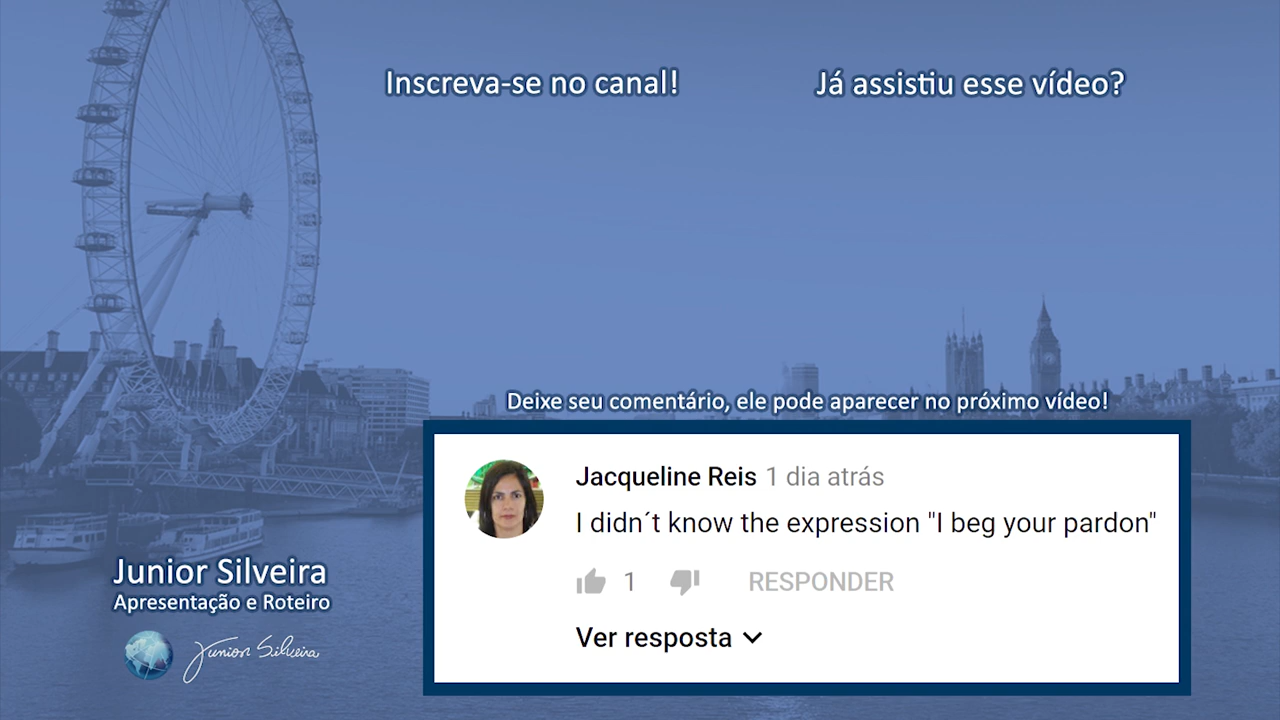 Inscreva-se no canal!
Já assistiu esse vídeo?
Deixe seu comentário, ele pode aparecer no próximo vídeo!
Jacqueline Reis 1 dia atrás
I didn´t know the expression "I beg your pardon"
1 RESPONDER
Ver resposta
Junior Silveira
Apresentação e Roteiro
Junior Silveira